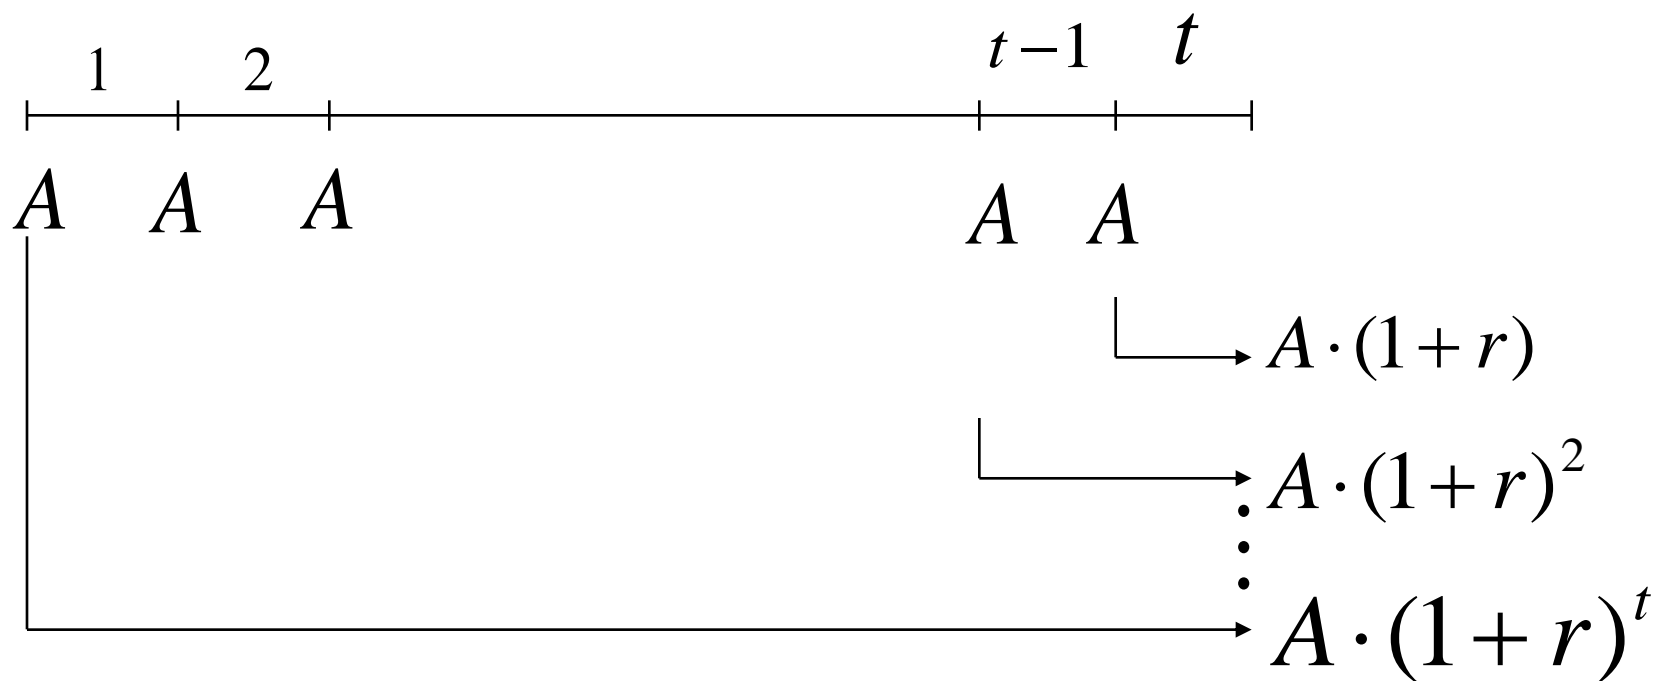 1 2 t − 1 t
A A A A A
A · (1 + r)
A · (1 + r)²
A · (1 + r)ᵗ